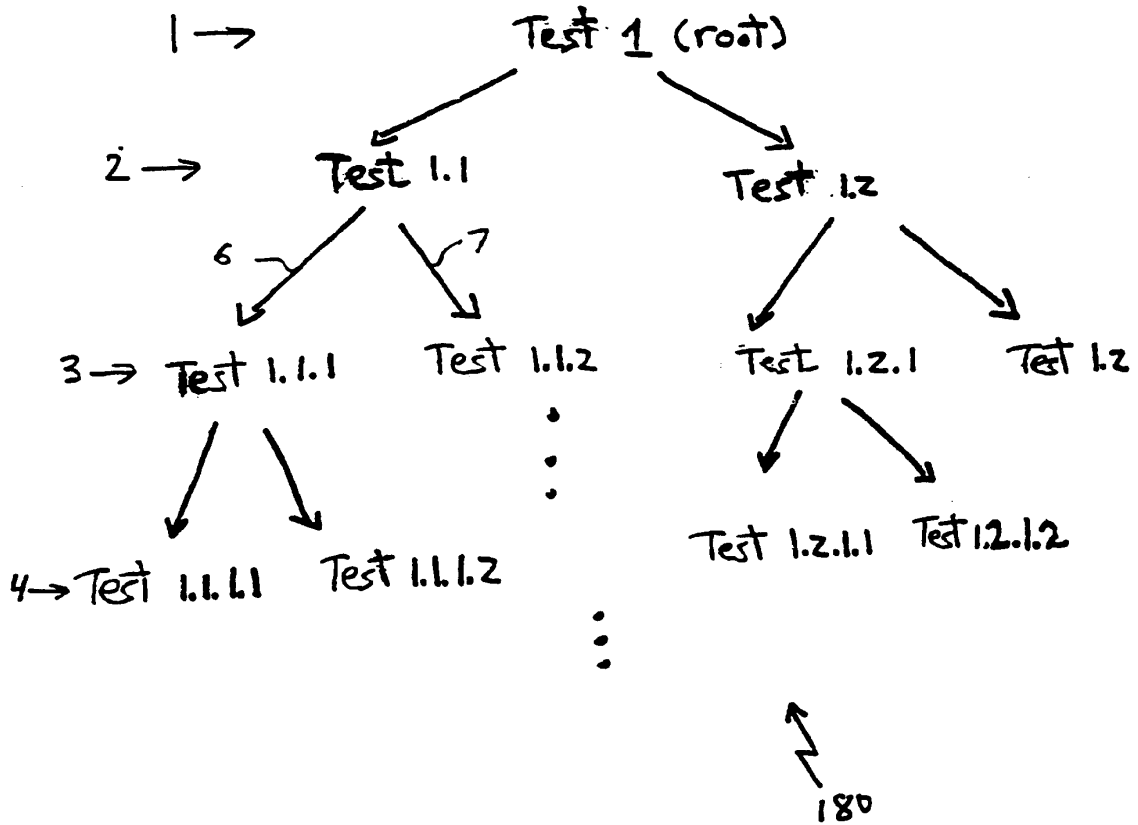 1 → Test 1 (root)
2 → Test 1.1 Test 1.2
6 7
3 → Test 1.1.1 Test 1.1.2 Test 1.2.1 Test 1.2
4 → Test 1.1.1.1 Test 1.1.1.2 Test 1.2.1.1 Test 1.2.1.2
180